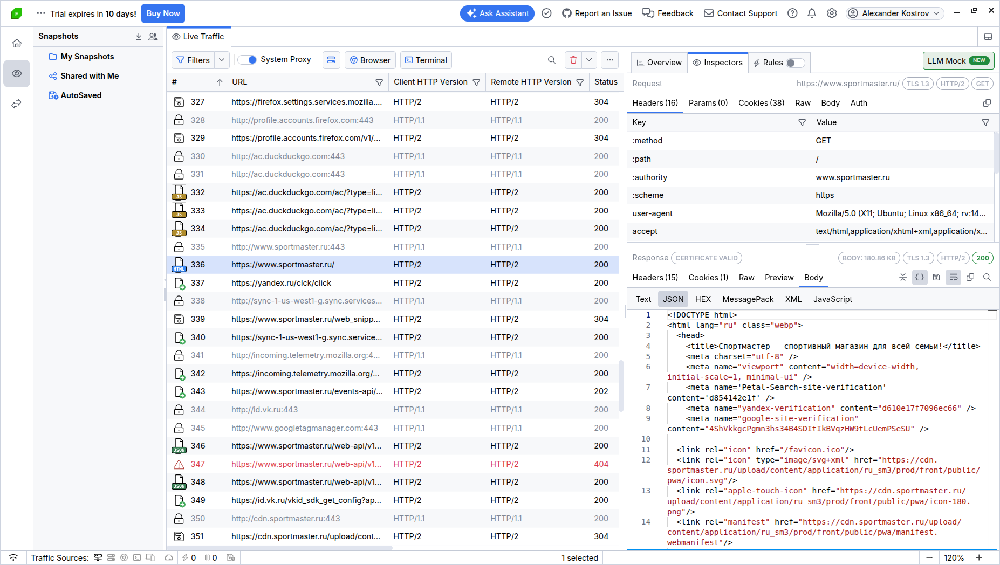 Trial expires in 10 days! Buy Now Ask Assistant Report an Issue Feedback Contact Support Alexander Kostrov
Snapshots
My Snapshots
Shared with Me
AutoSaved
Live Traffic
Filters System Proxy Browser Terminal
# URL Client HTTP Version Remote HTTP Version Status
327 https://firefox.settings.services.mozilla.... HTTP/2 HTTP/2 304
328 http://profile.accounts.firefox.com:443 HTTP/1.1 HTTP/1.1 200
329 https://profile.accounts.firefox.com/v1/... HTTP/2 HTTP/2 304
330 http://ac.duckduckgo.com:443 HTTP/1.1 HTTP/1.1 200
331 http://ac.duckduckgo.com:443 HTTP/1.1 HTTP/1.1 200
JS 332 https://ac.duckduckgo.com/ac/?type=li... HTTP/2 HTTP/2 200
JS 333 https://ac.duckduckgo.com/ac/?type=li... HTTP/2 HTTP/2 200
JS 334 https://ac.duckduckgo.com/ac/?type=li... HTTP/2 HTTP/2 200
335 http://www.sportmaster.ru:443 HTTP/1.1 HTTP/1.1 200
HTML 336 https://www.sportmaster.ru/ HTTP/2 HTTP/2 200
337 https://yandex.ru/clck/click HTTP/2 HTTP/2 200
338 http://sync-1-us-west1-g.sync.services... HTTP/1.1 HTTP/1.1 200
339 https://www.sportmaster.ru/web_snipp... HTTP/2 HTTP/2 304
340 https://sync-1-us-west1-g.sync.service... HTTP/2 HTTP/2 200
341 http://incoming.telemetry.mozilla.org:4... HTTP/1.1 HTTP/1.1 200
342 https://incoming.telemetry.mozilla.org/... HTTP/2 HTTP/2 200
343 https://www.sportmaster.ru/events-api/... HTTP/2 HTTP/2 202
344 http://id.vk.ru:443 HTTP/1.1 HTTP/1.1 200
345 http://www.googletagmanager.com:443 HTTP/1.1 HTTP/1.1 200
JSON 346 https://www.sportmaster.ru/web-api/v1... HTTP/2 HTTP/2 200
347 https://www.sportmaster.ru/web-api/v1... HTTP/2 HTTP/2 404
JSON 348 https://www.sportmaster.ru/web-api/v1... HTTP/2 HTTP/2 200
349 https://id.vk.ru/vkid_sdk_get_config?ap... HTTP/2 HTTP/2 200
350 http://cdn.sportmaster.ru:443 HTTP/1.1 HTTP/1.1 200
351 https://cdn.sportmaster.ru/upload/cont... HTTP/2 HTTP/2 304
Overview Inspectors Rules LLM Mock NEW
Request https://www.sportmaster.ru/ TLS 1.3 HTTP/2 GET
Headers (16) Params (0) Cookies (38) Raw Body Auth
Key Value
:method GET
:path /
:authority www.sportmaster.ru
:scheme https
user-agent Mozilla/5.0 (X11; Ubuntu; Linux x86_64; rv:14...
accept text/html,application/xhtml+xml,application/x...
Response CERTIFICATE VALID BODY: 180.86 KB TLS 1.3 HTTP/2 200
Headers (15) Cookies (1) Raw Preview Body
Text JSON HEX MessagePack XML JavaScript
1 <!DOCTYPE html>
2 <html lang="ru" class="webp">
3 <head>
4 <title>Спортмастер — спортивный магазин для всей семьи!</title>
5 <meta charset="utf-8" />
6 <meta name="viewport" content="width=device-width,
initial-scale=1, minimal-ui" />
7 <meta name='Petal-Search-site-verification'
content='d854142e1f' />
8 <meta name="yandex-verification" content="d610e17f7096ec66" />
9 <meta name="google-site-verification"
content="4ShVkkgcPgmn3hs34B4SDItIkBVqzHW9tLcUemPSeSU" />
10
11 <link rel="icon" href="/favicon.ico"/>
12 <link rel="icon" type="image/svg+xml" href="https://cdn.
sportmaster.ru/upload/content/application/ru_sm3/prod/front/public/
pwa/icon.svg"/>
13 <link rel="apple-touch-icon" href="https://cdn.sportmaster.ru/
upload/content/application/ru_sm3/prod/front/public/pwa/icon-180.
png"/>
14 <link rel="manifest" href="https://cdn.sportmaster.ru/upload/
content/application/ru_sm3/prod/front/public/pwa/manifest.
webmanifest"/>
Traffic Sources: 0 0 1 selected 120%